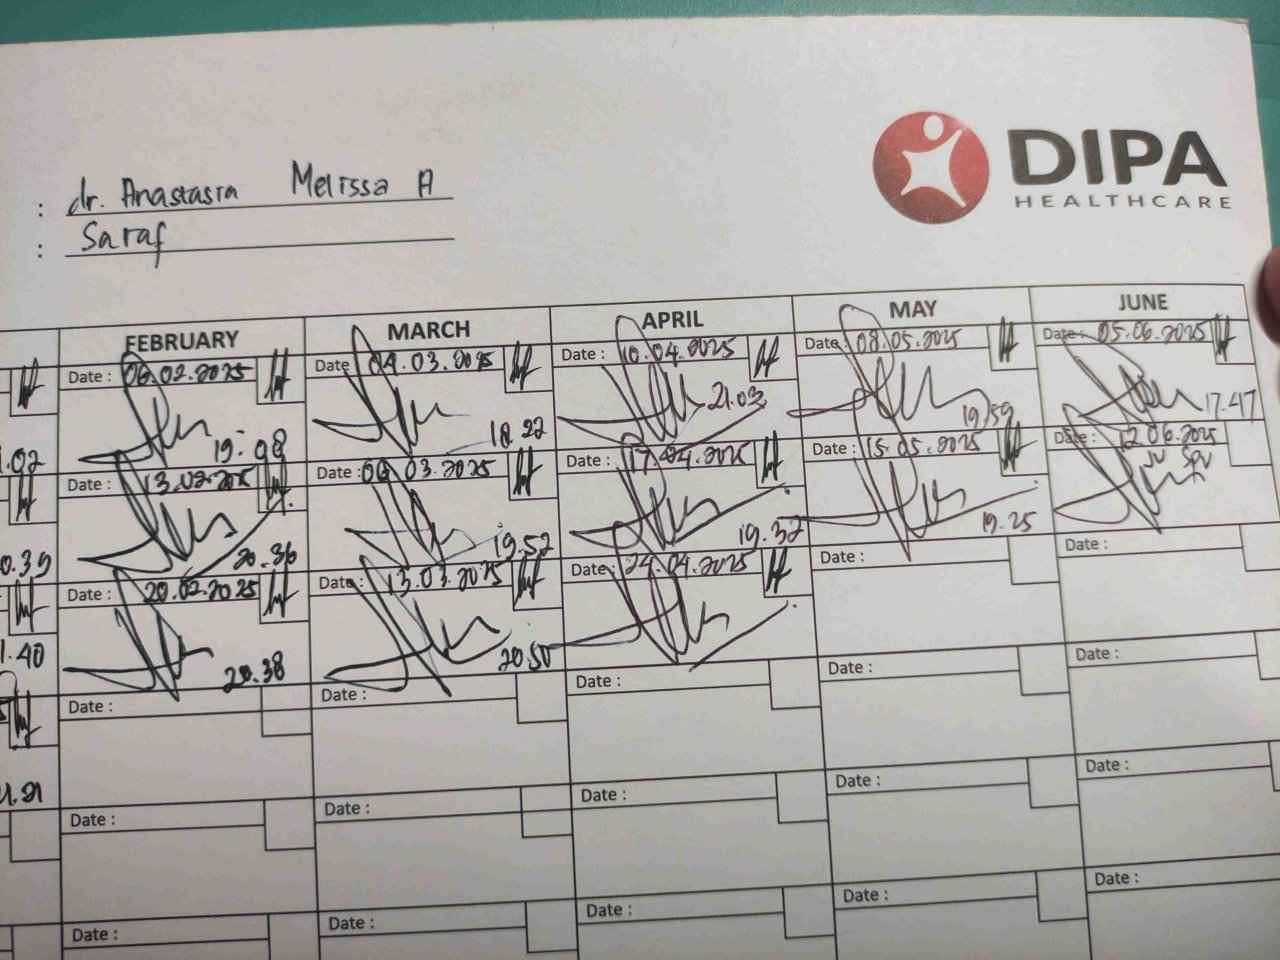 DIPA
HEALTHCARE
: dr. Anastasia Melissa A
: Saraf
FEBRUARY MARCH APRIL MAY JUNE
Date : 06.02.2025 Date : 04.03.2025 Date : 10.04.2025 Date : 08.05.2025 Date : 05.06.2025
19.08 18.22 21.03 19.59 17.47
Date : 13.02.2025 Date : 06.03.2025 Date : 17.04.2025 Date : 15.05.2025 Date : 12.06.2025
0.39 20.36 19.52 19.32 19.25
Date : 20.02.2025 Date : 13.03.2025 Date : 24.04.2025 Date : Date :
1.40 20.38 20.50
Date : Date : Date : Date : Date :
Date : Date : Date : Date : Date :
Date : Date : Date : Date : Date :